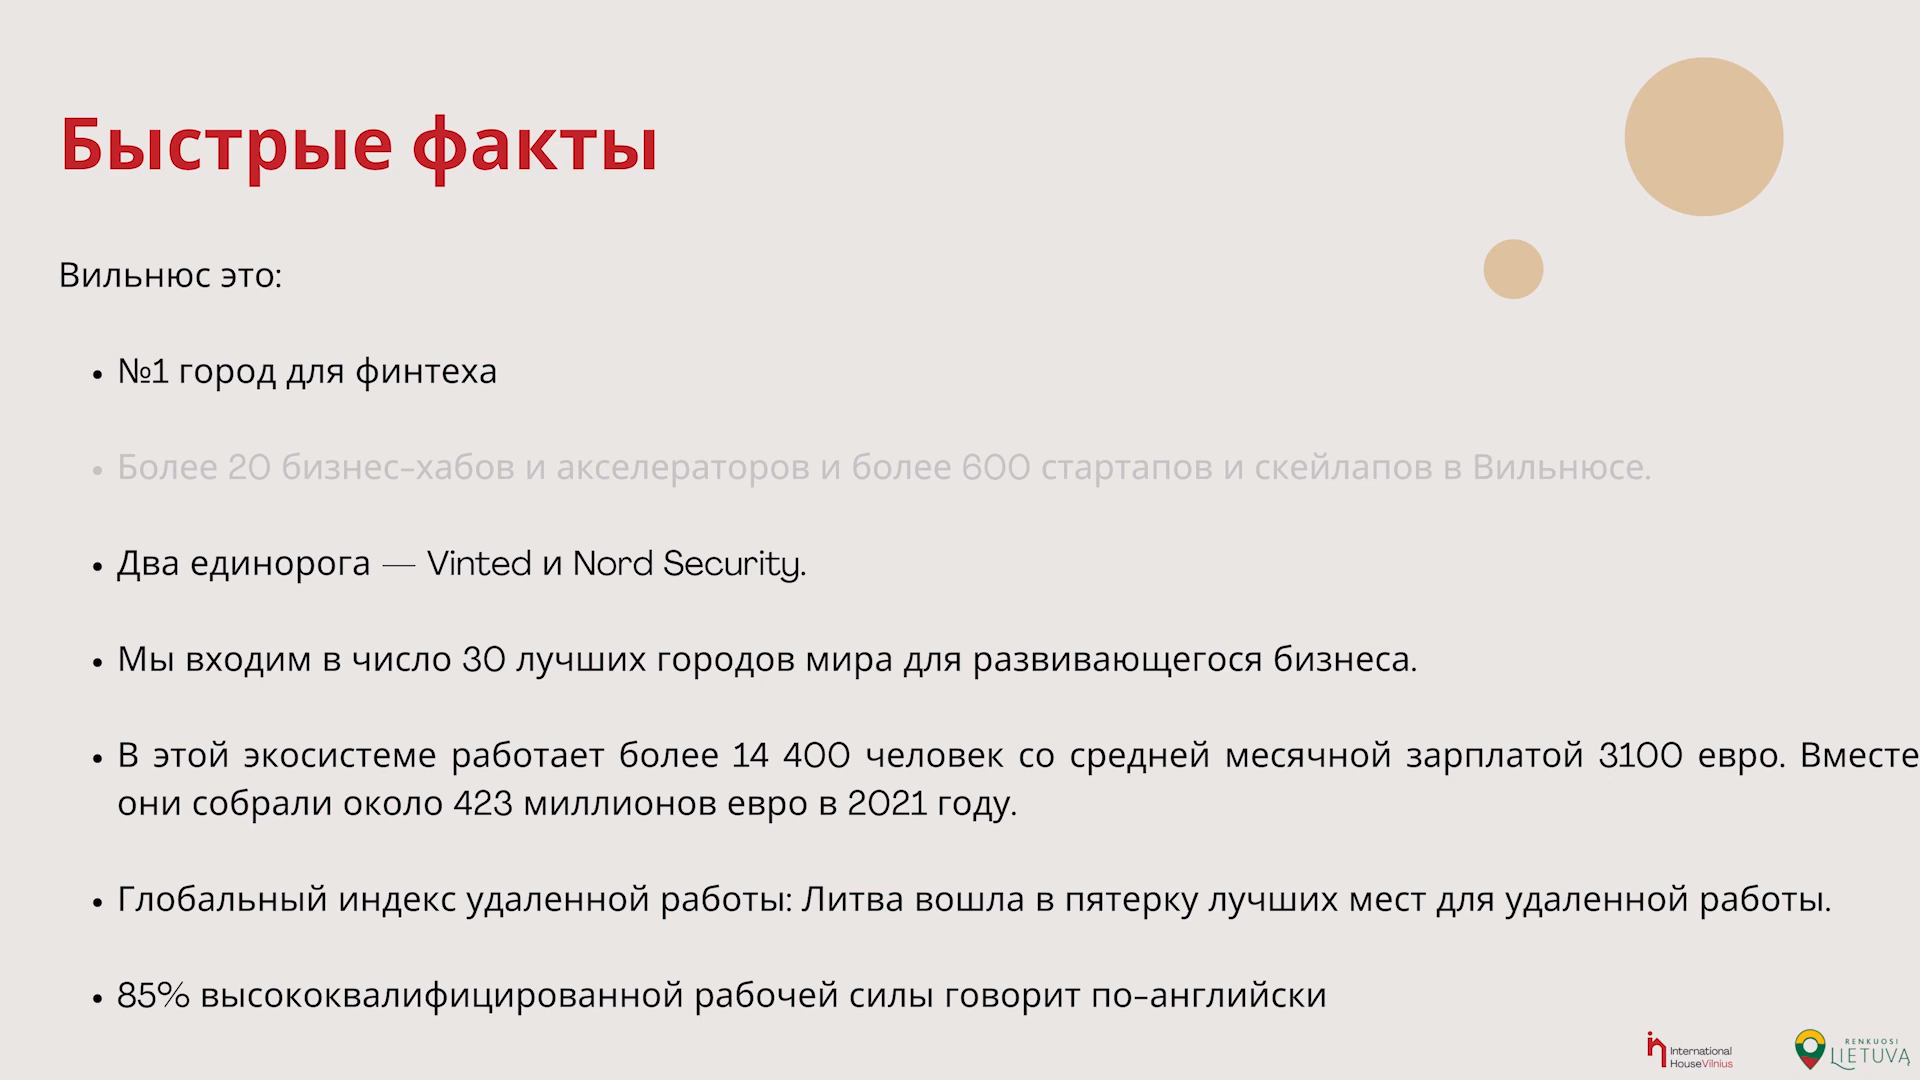 Быстрые факты
Вильнюс это:
• №1 город для финтеха
• Более 20 бизнес-хабов и акселераторов и более 600 стартапов и скейлапов в Вильнюсе.
• Два единорога — Vinted и Nord Security.
• Мы входим в число 30 лучших городов мира для развивающегося бизнеса.
• В этой экосистеме работает более 14 400 человек со средней месячной зарплатой 3100 евро. Вместе
они собрали около 423 миллионов евро в 2021 году.
• Глобальный индекс удаленной работы: Литва вошла в пятерку лучших мест для удаленной работы.
• 85% высококвалифицированной рабочей силы говорит по-английски
International
HouseVilnius
RENKUOSI
LIETUVĄ